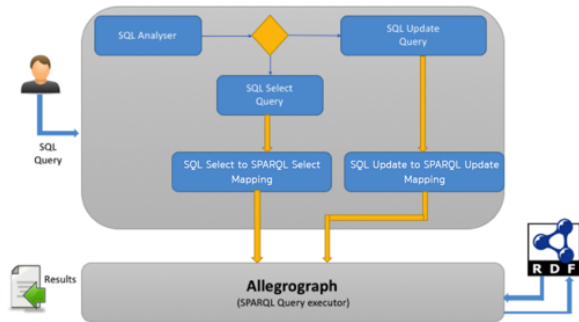 SQL Analyser
SQL Update
Query
SQL Select
Query
SQL
Query
SQL Select to SPARQL Select
Mapping
SQL Update to SPARQL Update
Mapping
Results
Allegrograph
(SPARQL Query executor)
RDF